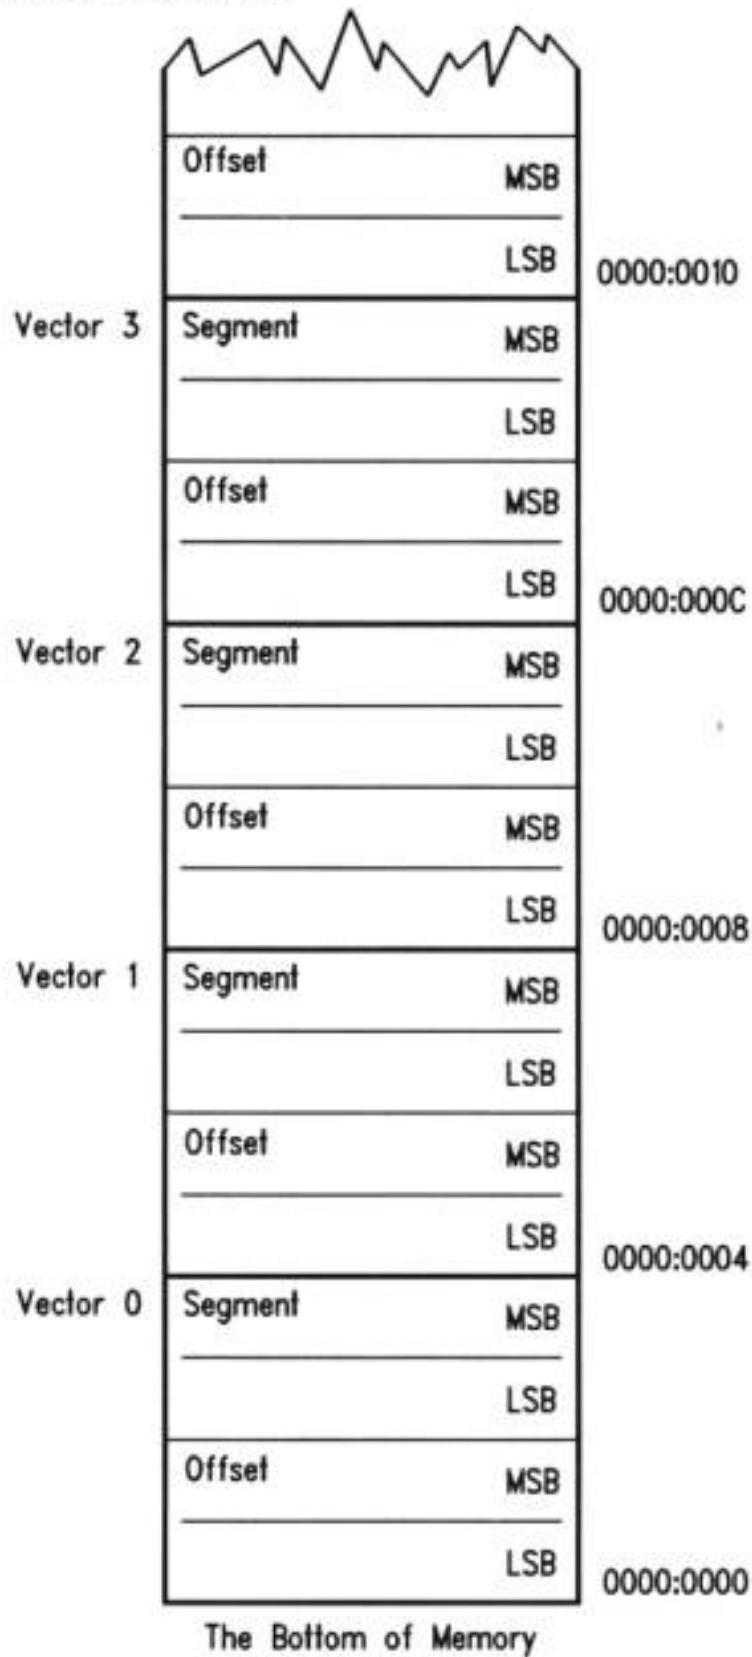 Offset MSB
LSB 0000:0010
Vector 3 Segment MSB
LSB
Offset MSB
LSB 0000:000C
Vector 2 Segment MSB
LSB
Offset MSB
LSB 0000:0008
Vector 1 Segment MSB
LSB
Offset MSB
LSB 0000:0004
Vector 0 Segment MSB
LSB
Offset MSB
LSB 0000:0000
The Bottom of Memory